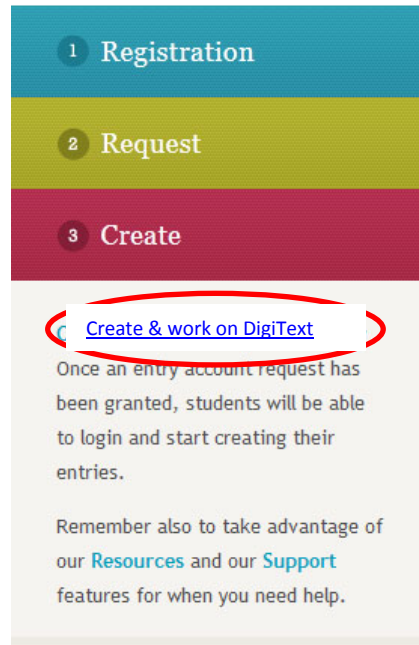 1 Registration
2 Request
3 Create
Create & work on DigiText
Once an entry account request has
been granted, students will be able
to login and start creating their
entries.
Remember also to take advantage of
our Resources and our Support
features for when you need help.